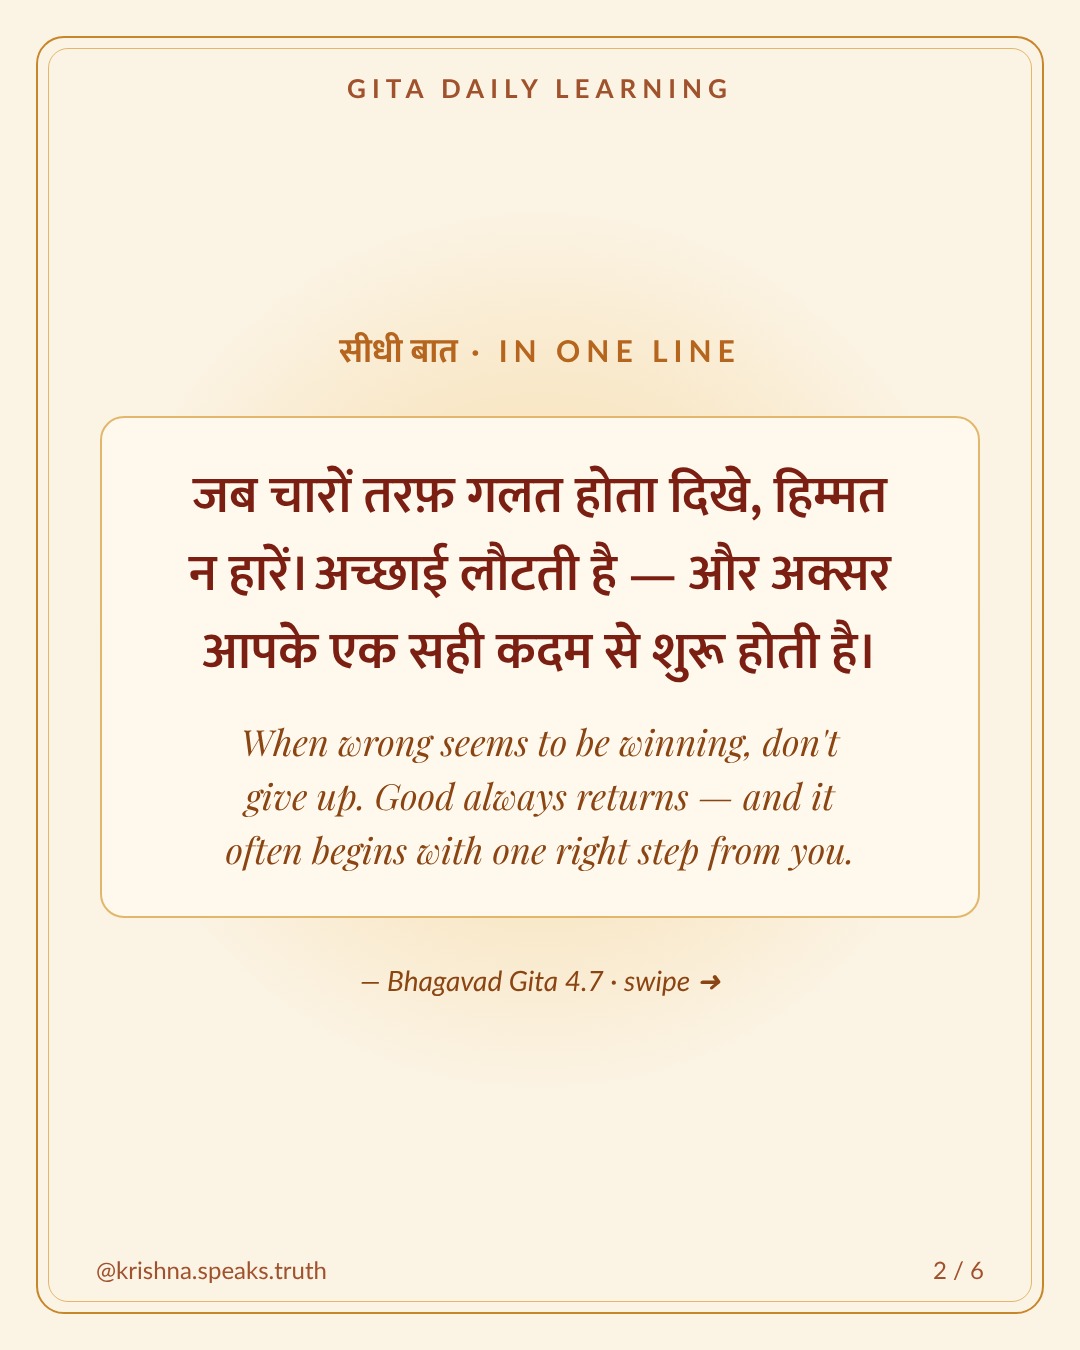 GITA DAILY LEARNING
सीधी बात · IN ONE LINE
जब चारों तरफ़ गलत होता दिखे, हिम्मत
न हारें। अच्छाई लौटती है — और अक्सर
आपके एक सही कदम से शुरू होती है।
When wrong seems to be winning, don't
give up. Good always returns — and it
often begins with one right step from you.
— Bhagavad Gita 4.7 · swipe ➜
@krishna.speaks.truth
2 / 6